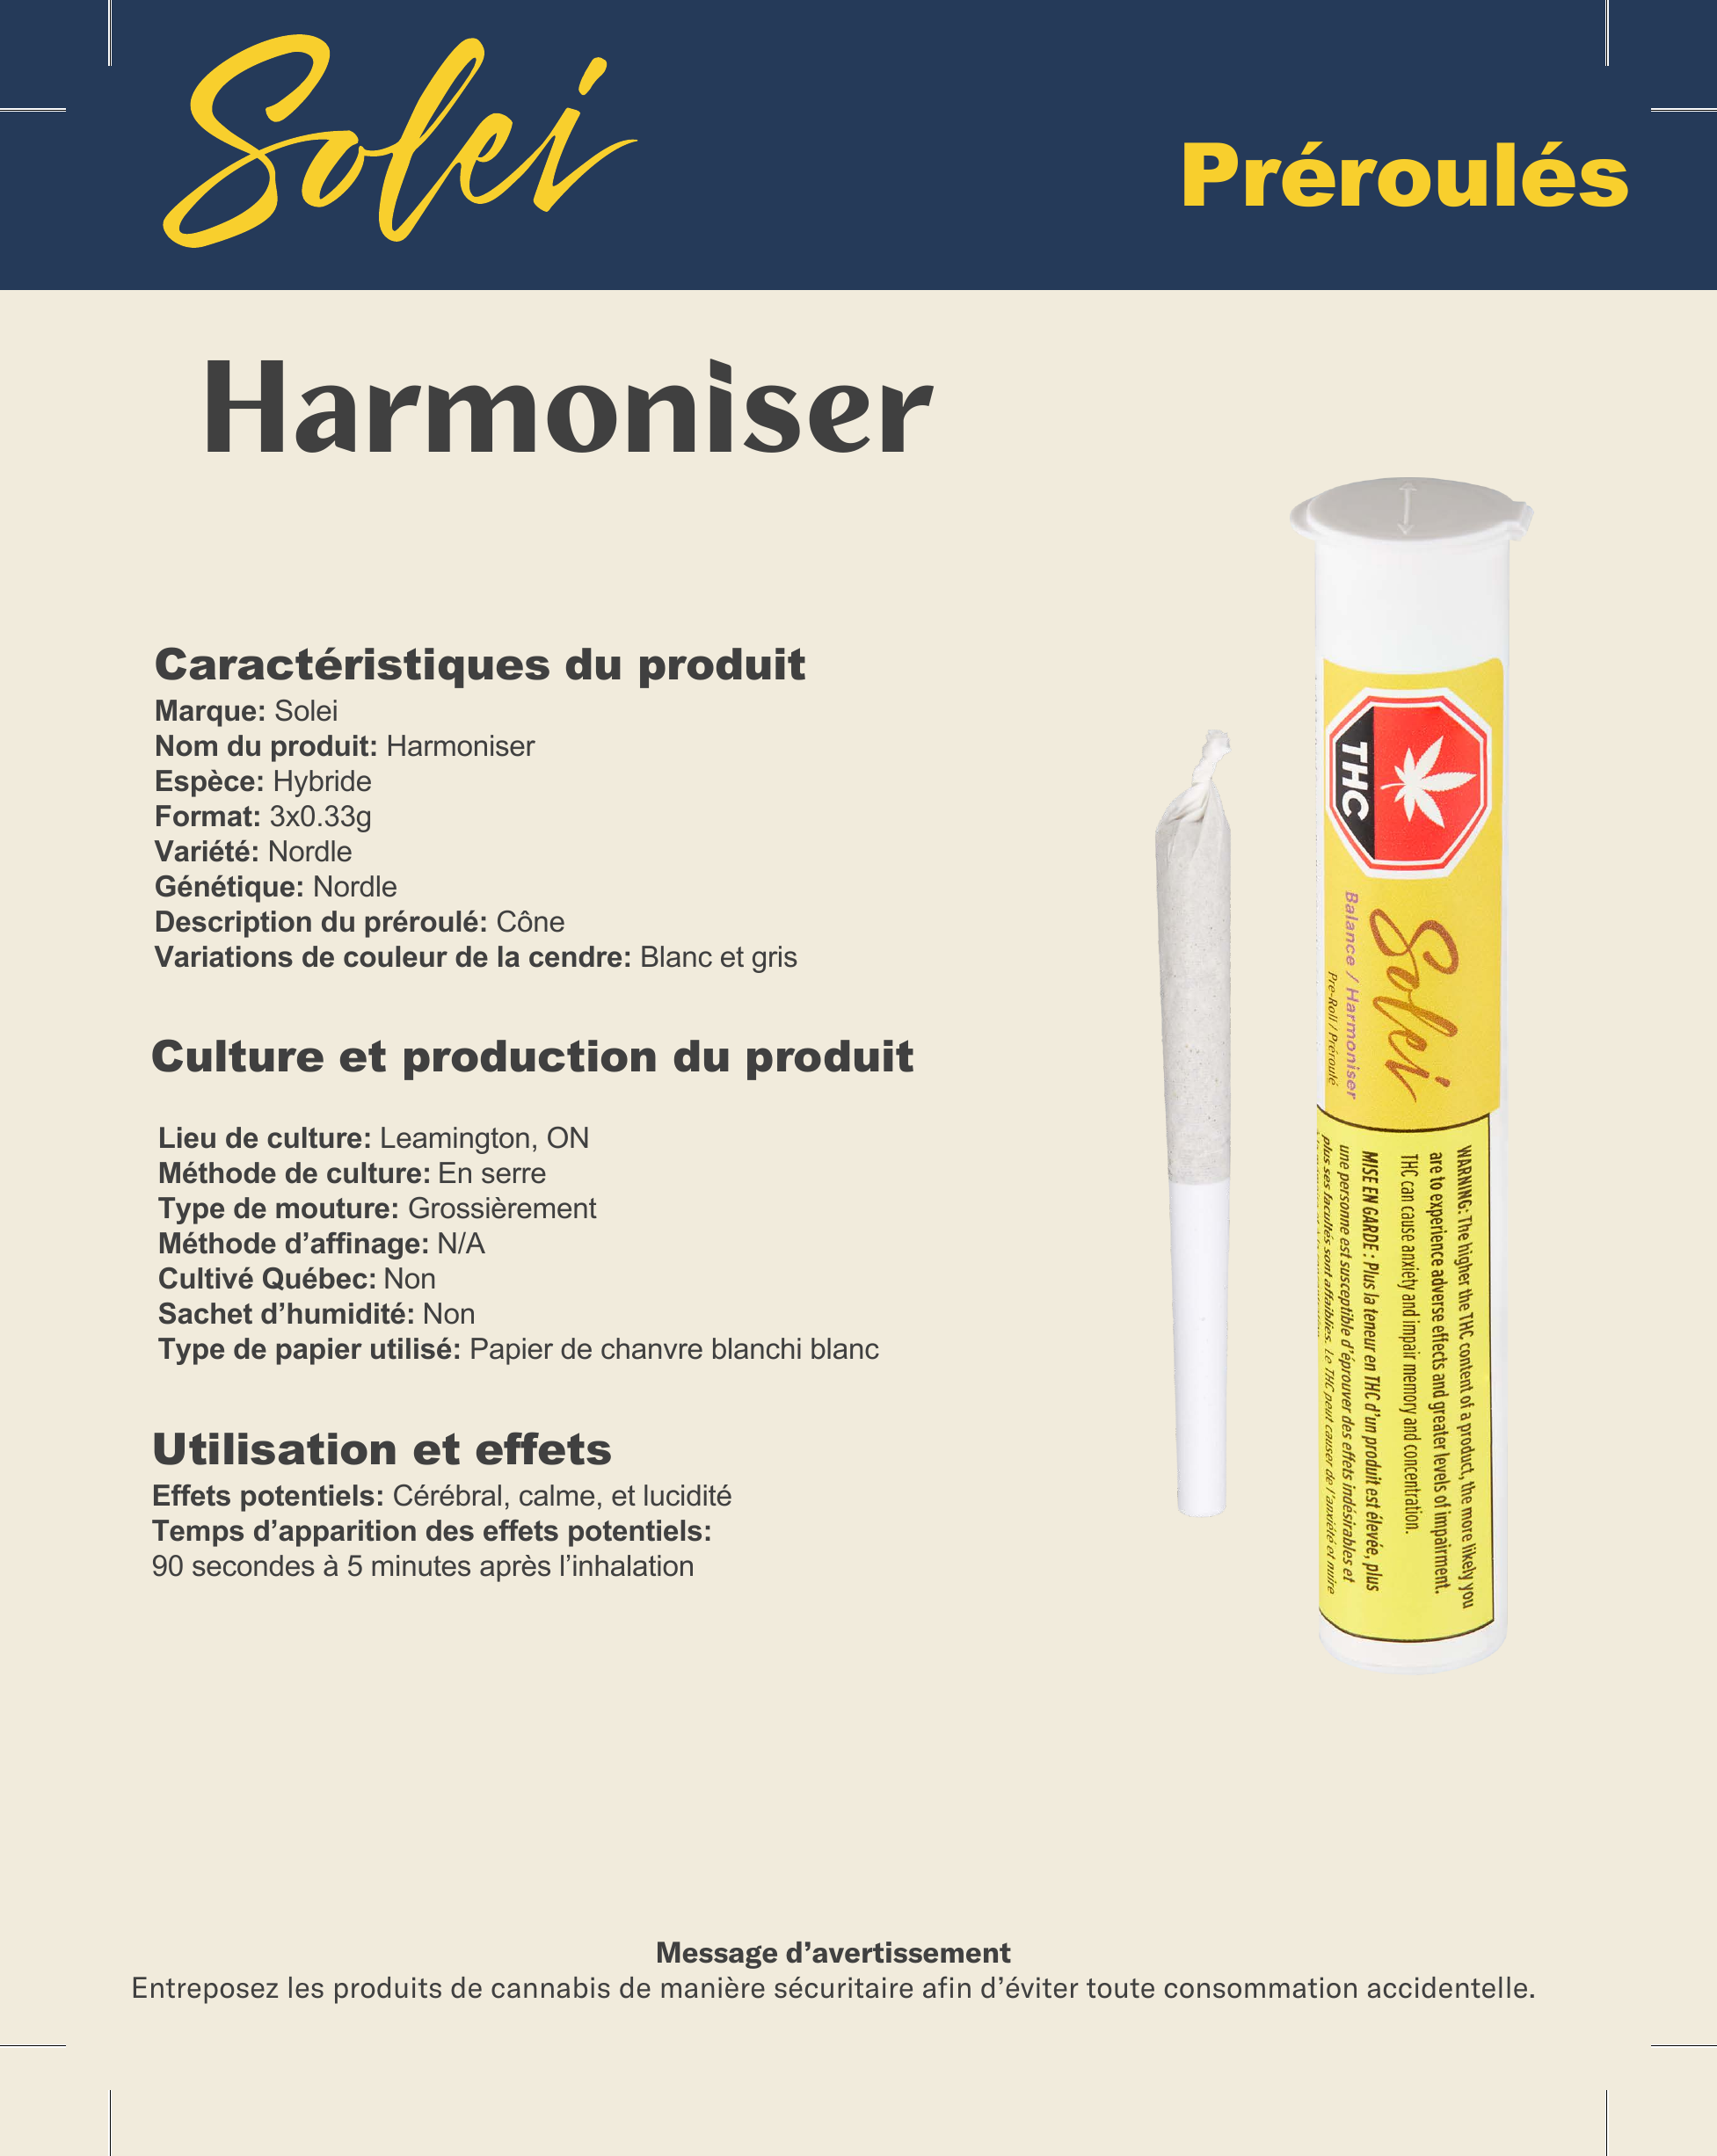 Solei
Préroulés
Harmoniser
Caractéristiques du produit
Marque: Solei
Nom du produit: Harmoniser
Espèce: Hybride
Format: 3x0.33g
Variété: Nordle
Génétique: Nordle
Description du préroulé: Cône
Variations de couleur de la cendre: Blanc et gris
Culture et production du produit
Lieu de culture: Leamington, ON
Méthode de culture: En serre
Type de mouture: Grossièrement
Méthode d’affinage: N/A
Cultivé Québec: Non
Sachet d’humidité: Non
Type de papier utilisé: Papier de chanvre blanchi blanc
Utilisation et effets
Effets potentiels: Cérébral, calme, et lucidité
Temps d’apparition des effets potentiels:
90 secondes à 5 minutes après l’inhalation
THC
Solei
Balance / Harmoniser
Pre-Roll / Préroulé
WARNING: The higher the THC content of a product, the more likely you
are to experience adverse effects and greater levels of impairment.
THC can cause anxiety and impair memory and concentration.
MISE EN GARDE : Plus la teneur en THC d'un produit est élevée, plus
une personne est susceptible d'éprouver des effets indésirables et
plus ses facultés sont affaiblies. Le THC peut causer de l'anxiété et nuire
Message d’avertissement
Entreposez les produits de cannabis de manière sécuritaire afin d’éviter toute consommation accidentelle.